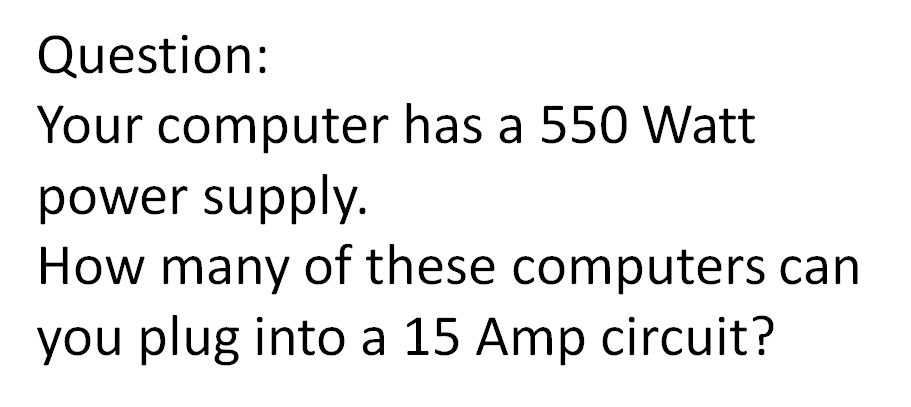 Question:
Your computer has a 550 Watt
power supply.
How many of these computers can
you plug into a 15 Amp circuit?